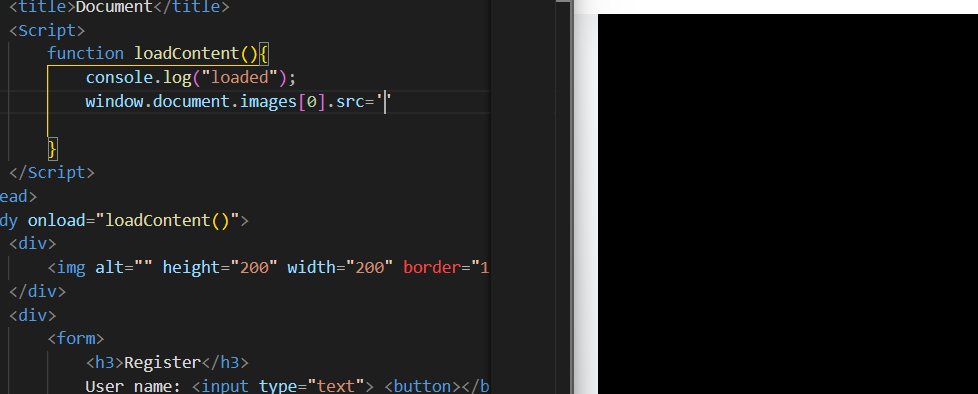 <title>Document</title>
<Script>
function loadContent(){
console.log("loaded");
window.document.images[0].src=''
}
</Script>
ead>
dy onload="loadContent()">
<div>
<img alt="" height="200" width="200" border="1
</div>
<div>
<form>
<h3>Register</h3>
User name: <input type="text"> <button></b